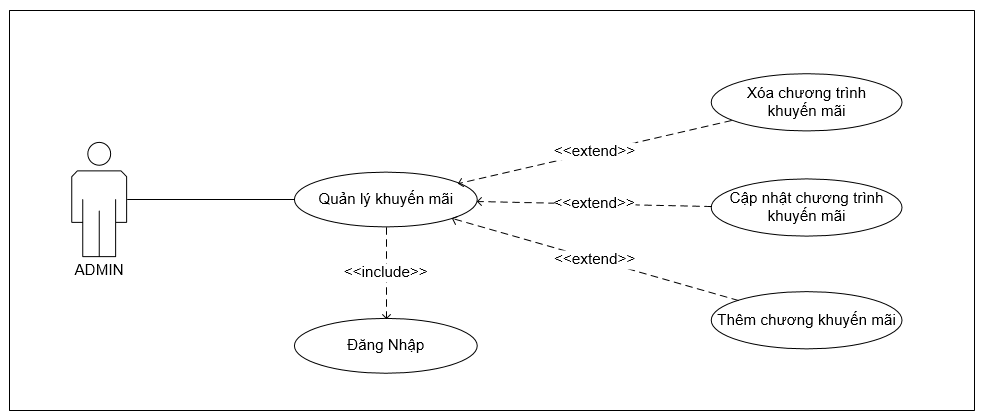 Xóa chương trình
khuyến mãi
<<extend>>
Quản lý khuyến mãi
<<extend>>
Cập nhật chương trình
khuyến mãi
<<extend>>
ADMIN
<<include>>
Thêm chương khuyến mãi
Đăng Nhập